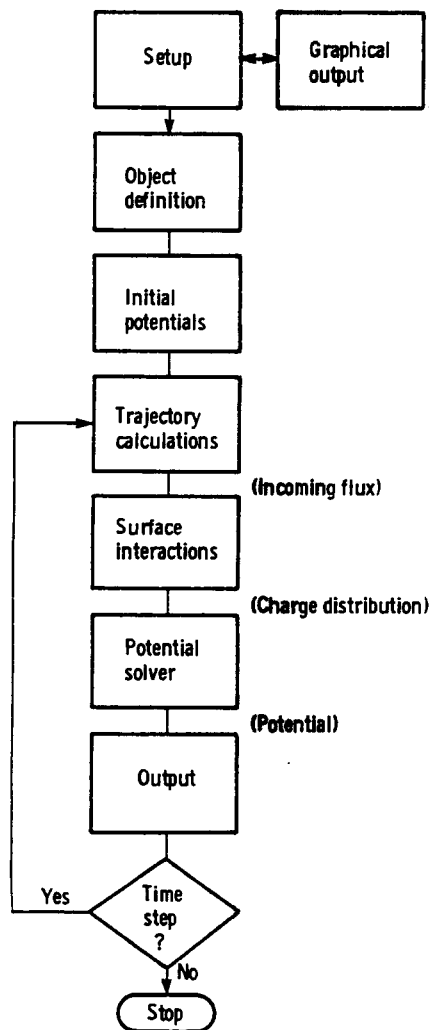 Setup
Graphical
output
Object
definition
Initial
potentials
Trajectory
calculations
(Incoming flux)
Surface
interactions
(Charge distribution)
Potential
solver
(Potential)
Output
Yes
Time
step
?
No
Stop